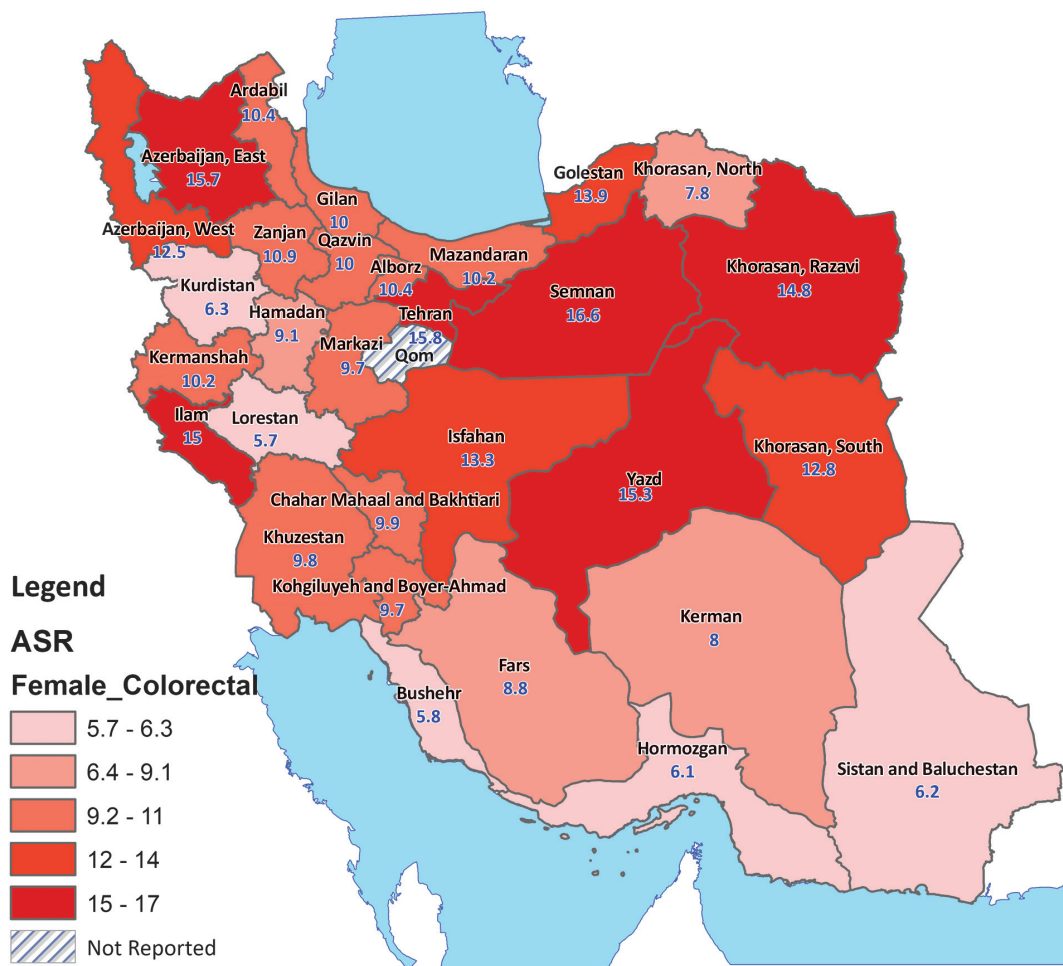 Ardabil
10.4
Azerbaijan, East
15.7
Golestan
13.9
Khorasan, North
7.8
Gilan
10
Azerbaijan, West
12.5
Zanjan
10.9
Qazvin
10
Mazandaran
10.2
Alborz
10.4
Khorasan, Razavi
14.8
Kurdistan
6.3
Semnan
16.6
Hamadan
9.1
Tehran
15.8
Markazi
9.7
Qom
Kermanshah
10.2
Ilam
15
Lorestan
5.7
Isfahan
13.3
Khorasan, South
12.8
Yazd
15.3
Chahar Mahaal and Bakhtiari
9.9
Khuzestan
9.8
Kohgiluyeh and Boyer-Ahmad
9.7
Kerman
8
Fars
8.8
Bushehr
5.8
Hormozgan
6.1
Sistan and Baluchestan
6.2
Legend
ASR
Female_Colorectal
5.7 - 6.3
6.4 - 9.1
9.2 - 11
12 - 14
15 - 17
Not Reported